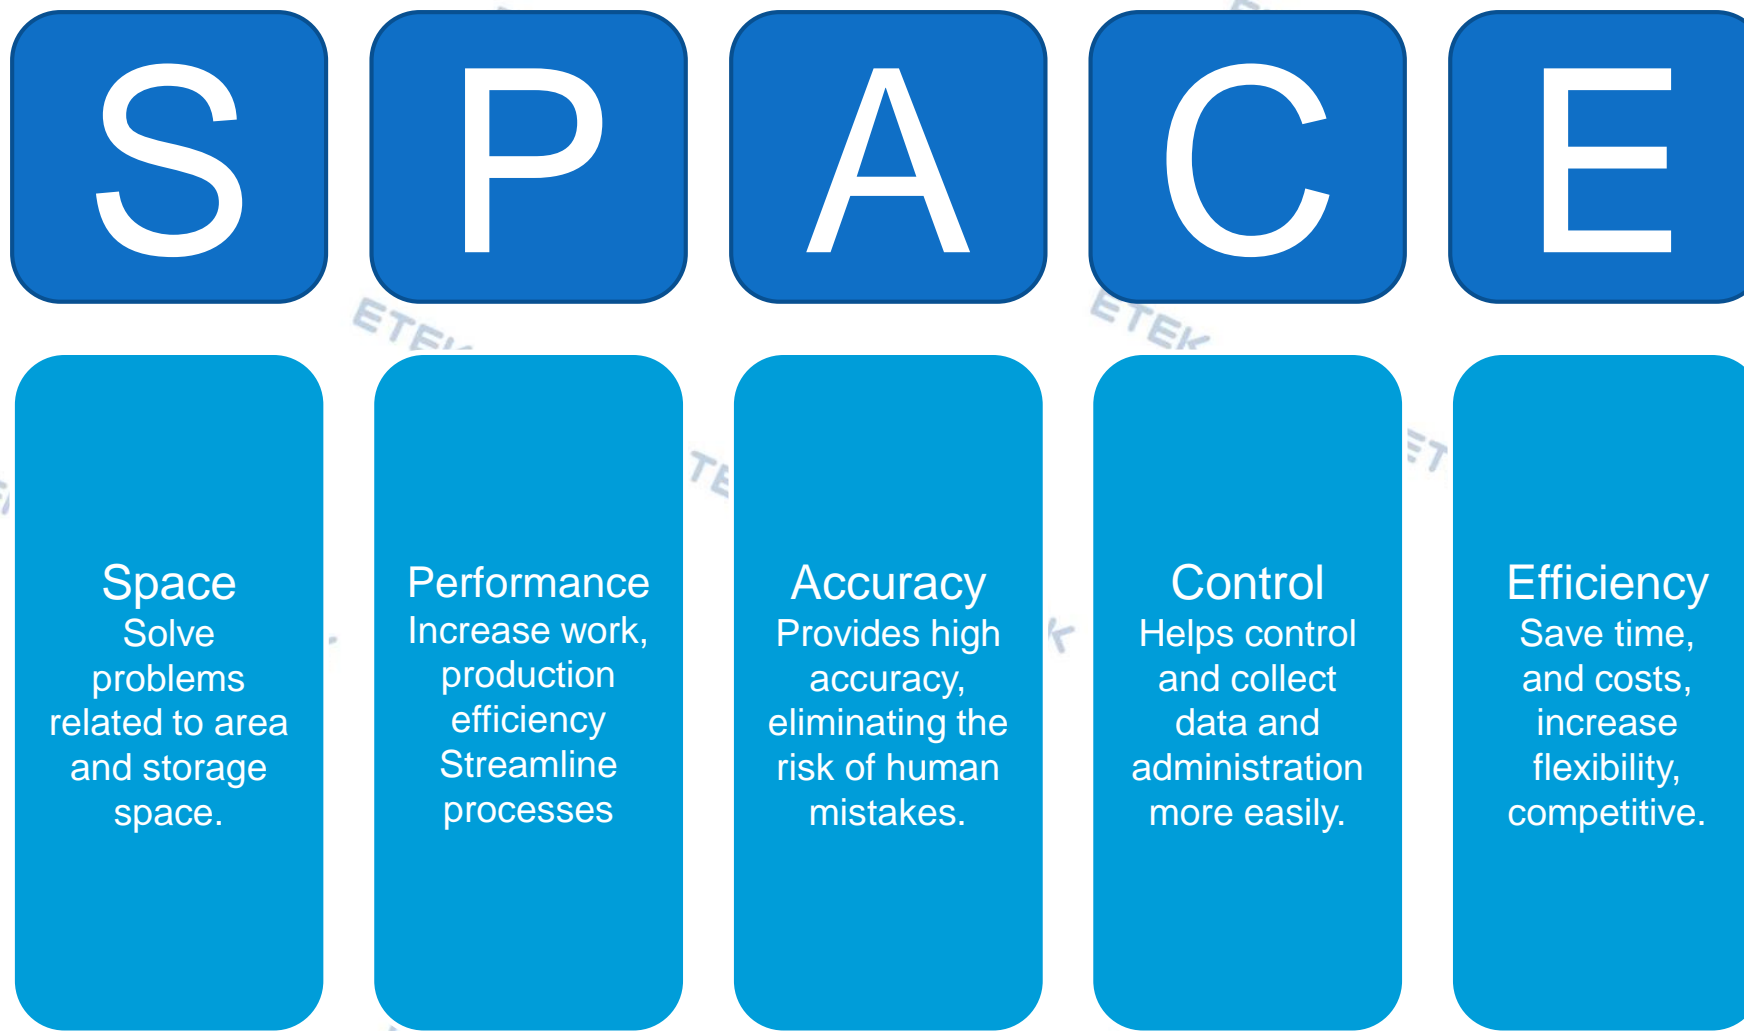 S
P
A
C
E
ETEK
ETEK
Space
Solve
problems
related to area
and storage
space.
Performance
Increase work,
production
efficiency
Streamline
processes
Accuracy
Provides high
accuracy,
eliminating the
risk of human
mistakes.
Control
Helps control
and collect
data and
administration
more easily.
Efficiency
Save time,
and costs,
increase
flexibility,
competitive.